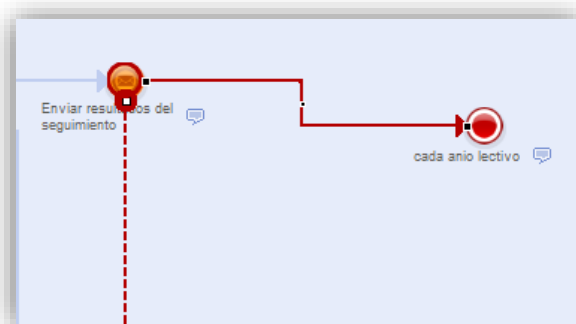 Enviar resultados del
seguimiento
cada anio lectivo